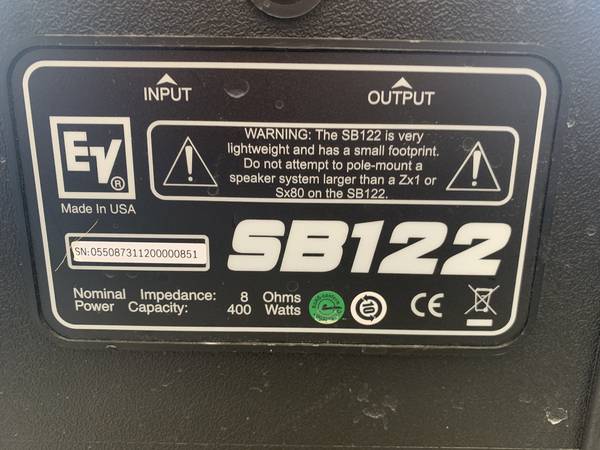 INPUT
OUTPUT
EV®
Made In USA
WARNING: The SB122 is very
lightweight and has a small footprint.
Do not attempt to pole-mount a
speaker system larger than a Zx1 or
Sx80 on the SB122.
SN:055087311200000851
SB122
Nominal Impedance: 8 Ohms
Power Capacity: 400 Watts
CE